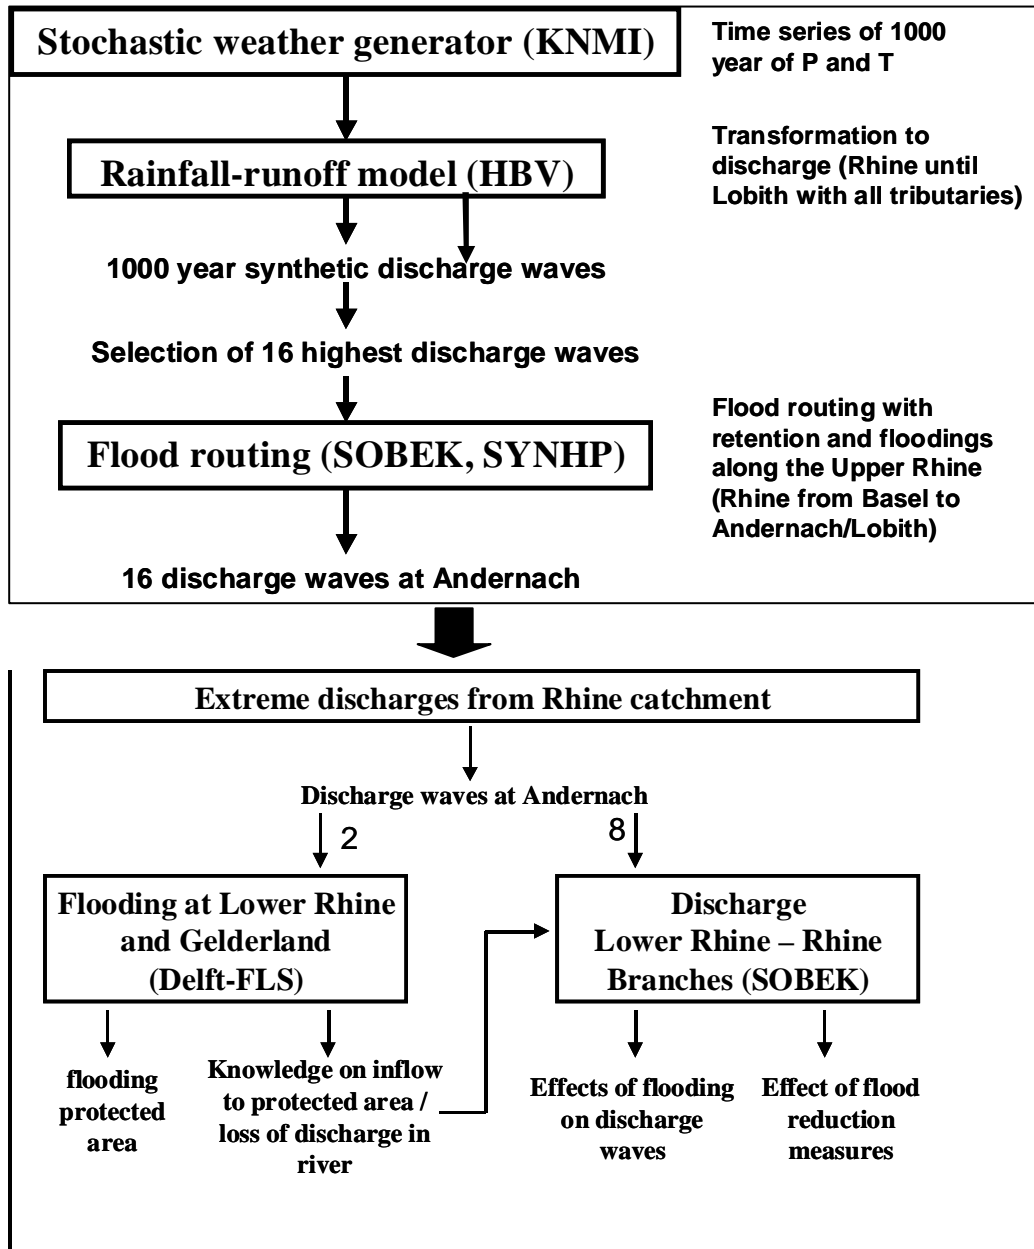 Stochastic weather generator (KNMI)
Time series of 1000
year of P and T
Rainfall-runoff model (HBV)
Transformation to
discharge (Rhine until
Lobith with all tributaries)
1000 year synthetic discharge waves
Selection of 16 highest discharge waves
Flood routing (SOBEK, SYNHP)
Flood routing with
retention and floodings
along the Upper Rhine
(Rhine from Basel to
Andernach/Lobith)
16 discharge waves at Andernach
Extreme discharges from Rhine catchment
Discharge waves at Andernach
2
8
Flooding at Lower Rhine
and Gelderland
(Delft-FLS)
Discharge
Lower Rhine – Rhine
Branches (SOBEK)
flooding
protected
area
Knowledge on inflow
to protected area /
loss of discharge in
river
Effects of flooding
on discharge
waves
Effect of flood
reduction
measures